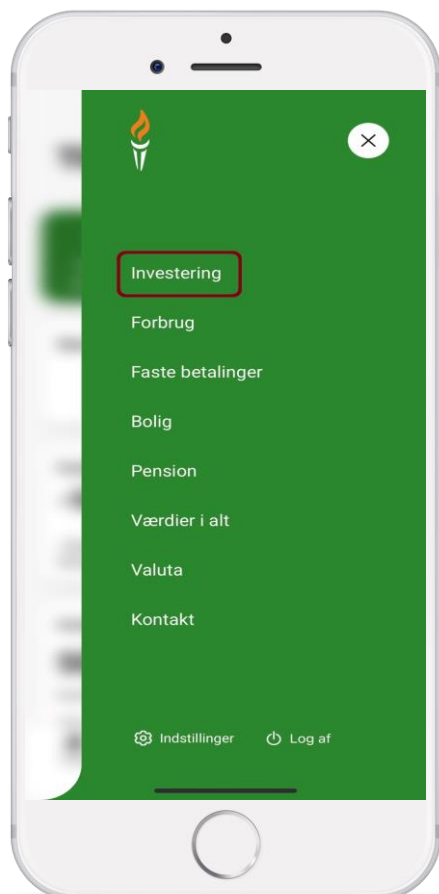 Investering
Forbrug
Faste betalinger
Bolig
Pension
Værdier i alt
Valuta
Kontakt
Indstillinger Log af